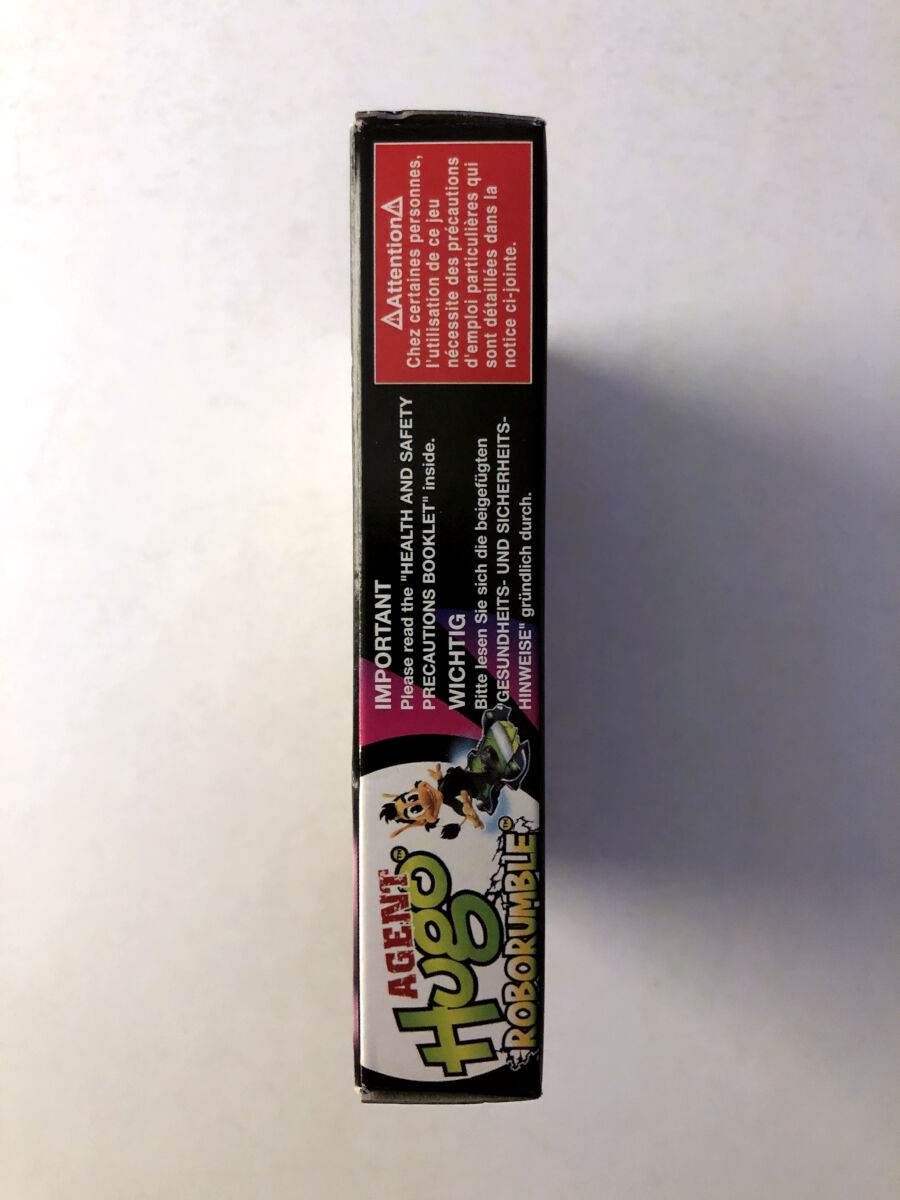 AGENT
Hugo™
ROBORUMBLE™
IMPORTANT
Please read the "HEALTH AND SAFETY
PRECAUTIONS BOOKLET" inside.
WICHTIG
Bitte lesen Sie sich die beigefügten
"GESUNDHEITS- UND SICHERHEITS-
HINWEISE" gründlich durch.
⚠Attention⚠
Chez certaines personnes,
l'utilisation de ce jeu
nécessite des précautions
d'emploi particulières qui
sont détaillées dans la
notice ci-jointe.